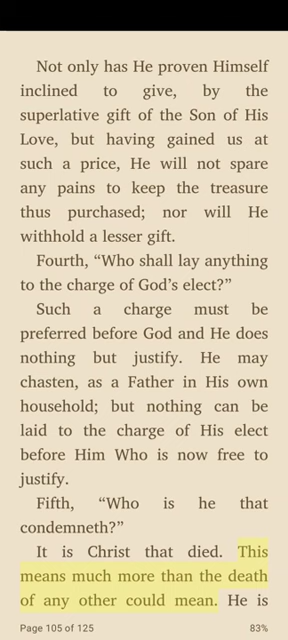 Not only has He proven Himself
inclined to give, by the
superlative gift of the Son of His
Love, but having gained us at
such a price, He will not spare
any pains to keep the treasure
thus purchased; nor will He
withhold a lesser gift.
Fourth, “Who shall lay anything
to the charge of God’s elect?”
Such a charge must be
preferred before God and He does
nothing but justify. He may
chasten, as a Father in His own
household; but nothing can be
laid to the charge of His elect
before Him Who is now free to
justify.
Fifth, “Who is he that
condemneth?”
It is Christ that died. This
means much more than the death
of any other could mean. He is
Page 105 of 125 83%